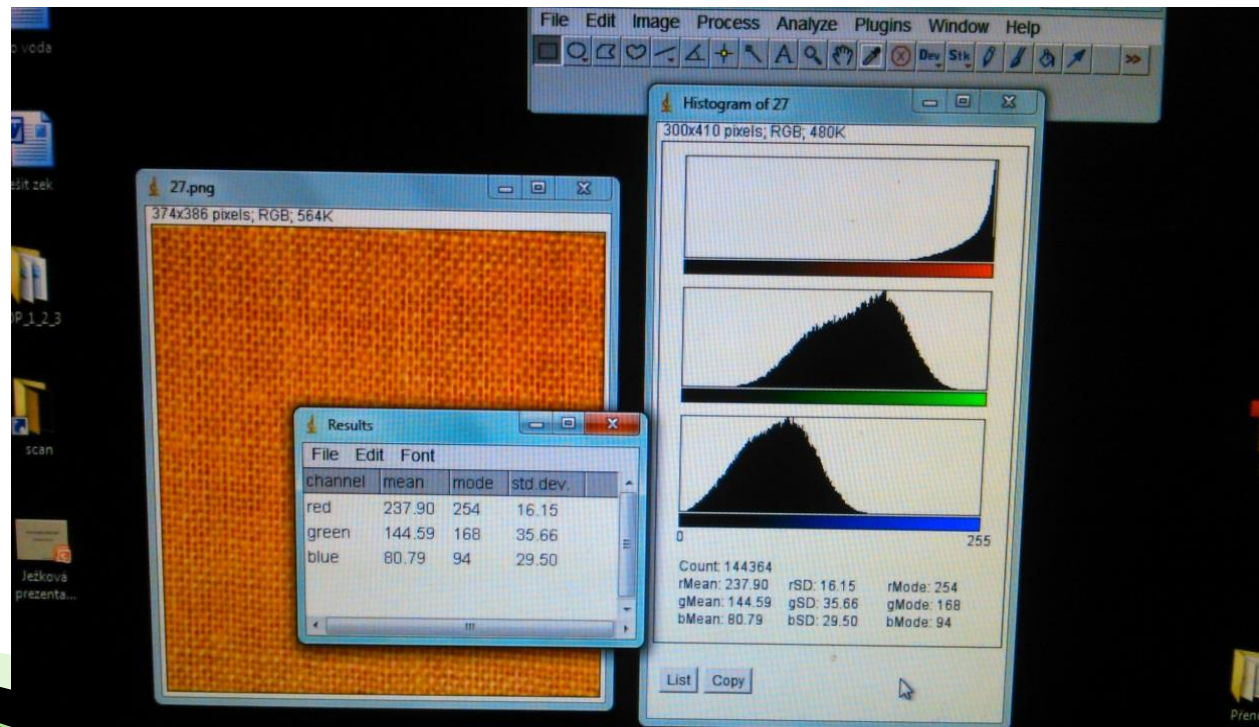 File Edit Image Process Analyze Plugins Window Help
A Dev Stk >>
voda
ešit zek
P_1_2_3
scan
Ježková
prezenta...
27.png
374x386 pixels; RGB; 564K
Results
File Edit Font
channel mean mode std.dev.
red 237.90 254 16.15
green 144.59 168 35.66
blue 80.79 94 29.50
Histogram of 27
300x410 pixels; RGB; 480K
0 255
Count: 144364
rMean: 237.90 rSD: 16.15 rMode: 254
gMean: 144.59 gSD: 35.66 gMode: 168
bMean: 80.79 bSD: 29.50 bMode: 94
List Copy